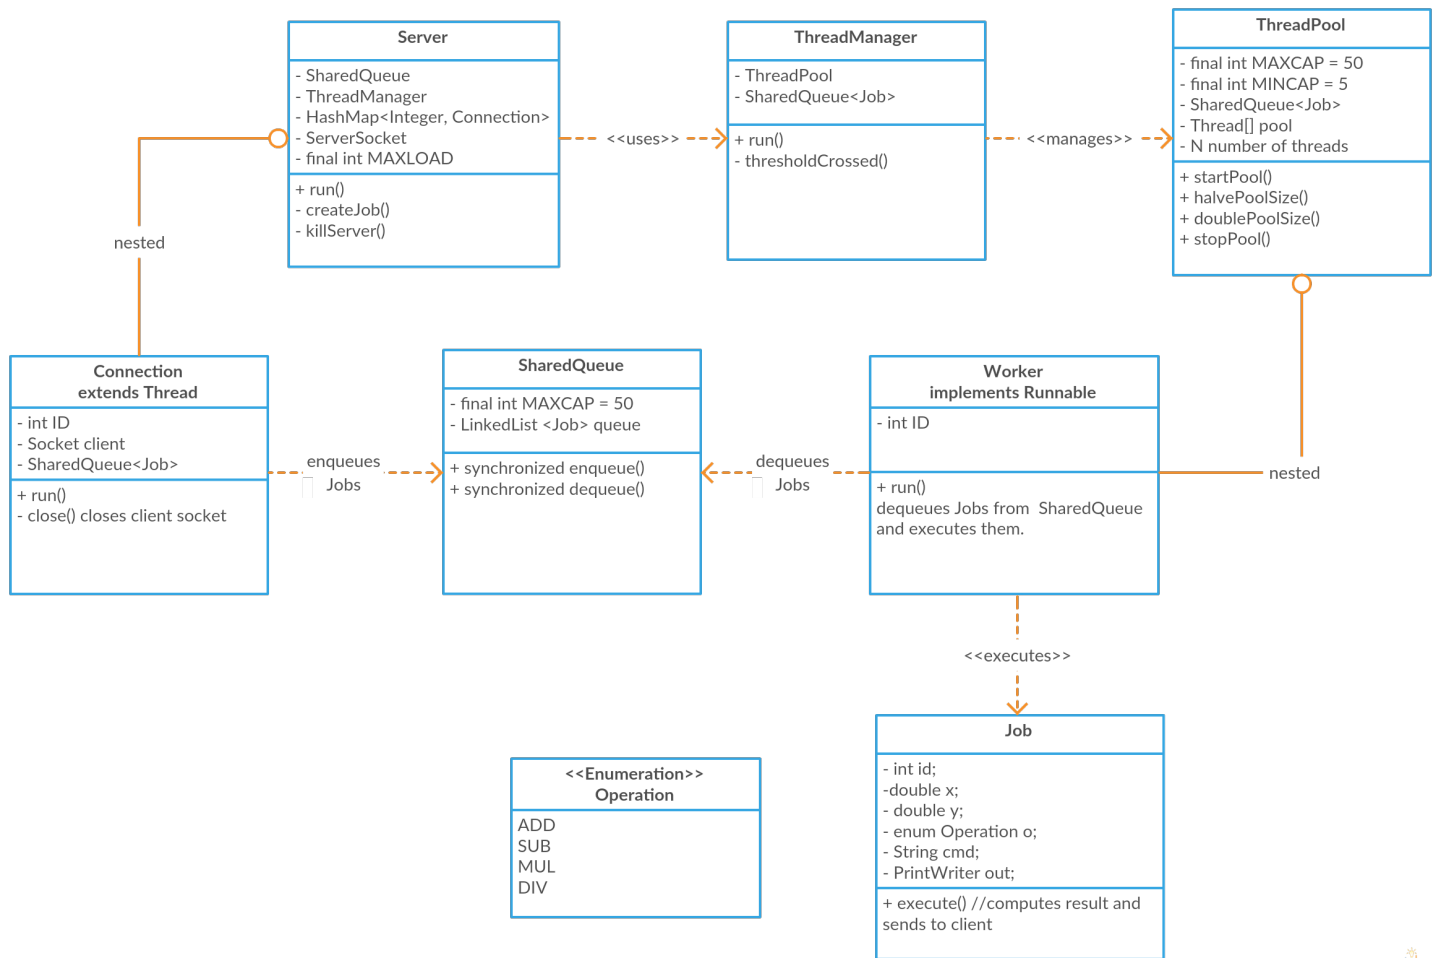 Server
- SharedQueue
- ThreadManager
- HashMap<Integer, Connection>
- ServerSocket
- final int MAXLOAD
+ run()
- createJob()
- killServer()
<<uses>>
ThreadManager
- ThreadPool
- SharedQueue<Job>
+ run()
- thresholdCrossed()
<<manages>>
ThreadPool
- final int MAXCAP = 50
- final int MINCAP = 5
- SharedQueue<Job>
- Thread[] pool
- N number of threads
+ startPool()
+ halvePoolSize()
+ doublePoolSize()
+ stopPool()
nested
Connection
extends Thread
- int ID
- Socket client
- SharedQueue<Job>
+ run()
- close() closes client socket
enqueues
Jobs
SharedQueue
- final int MAXCAP = 50
- LinkedList <Job> queue
+ synchronized enqueue()
+ synchronized dequeue()
dequeues
Jobs
Worker
implements Runnable
- int ID
+ run()
dequeues Jobs from  SharedQueue
and executes them.
nested
<<executes>>
Job
- int id;
-double x;
- double y;
- enum Operation o;
- String cmd;
- PrintWriter out;
+ execute() //computes result and
sends to client
<<Enumeration>>
Operation
ADD
SUB
MUL
DIV